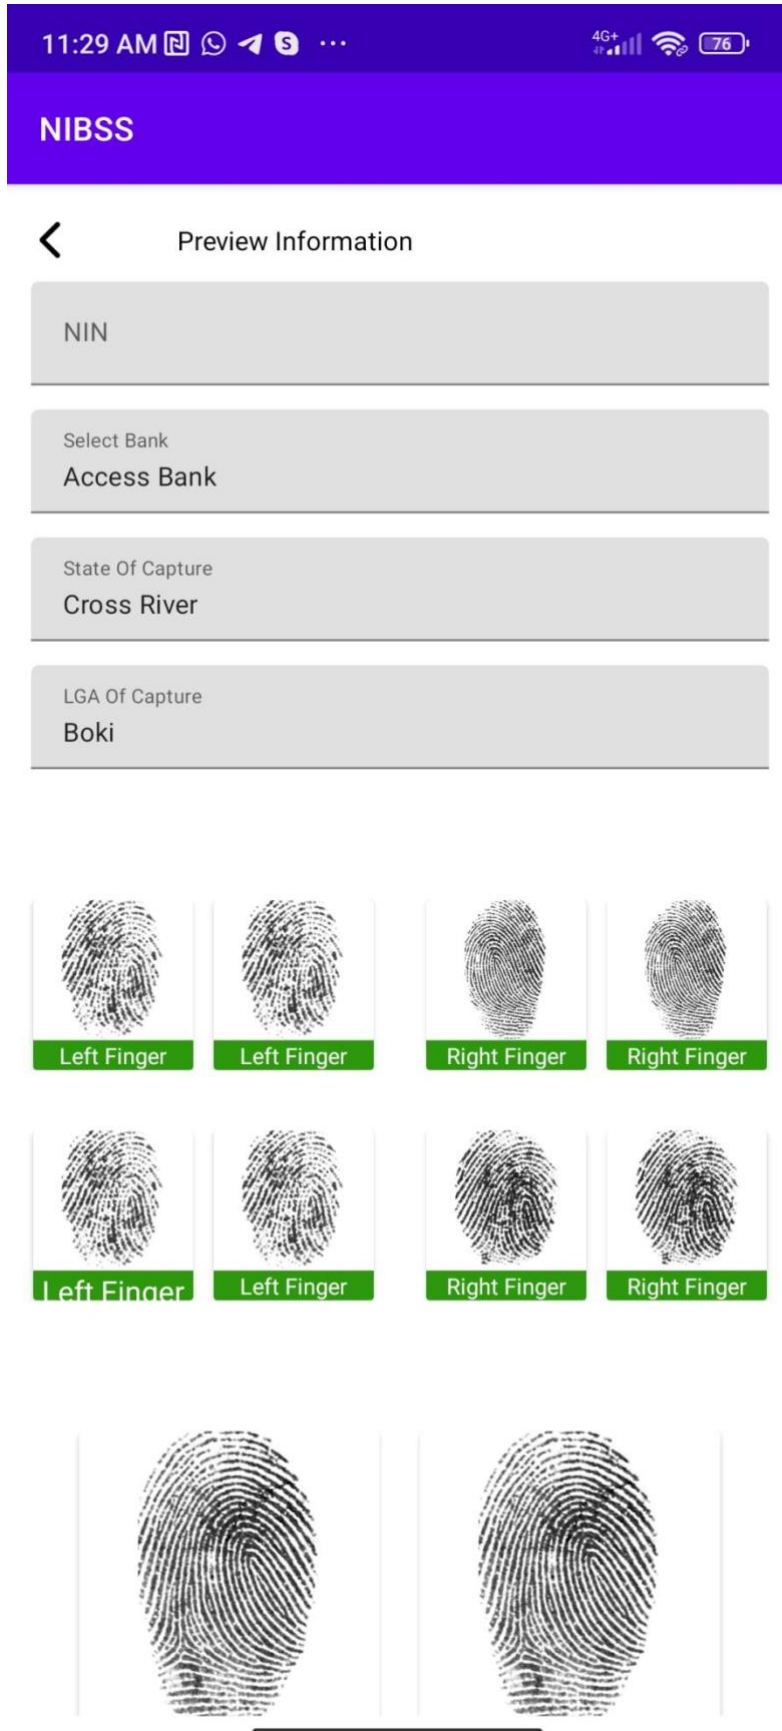 11:29 AM 4G+ 76
NIBSS
Preview Information
NIN
Select Bank
Access Bank
State Of Capture
Cross River
LGA Of Capture
Boki
Left Finger Left Finger Right Finger Right Finger
Left Finger Left Finger Right Finger Right Finger